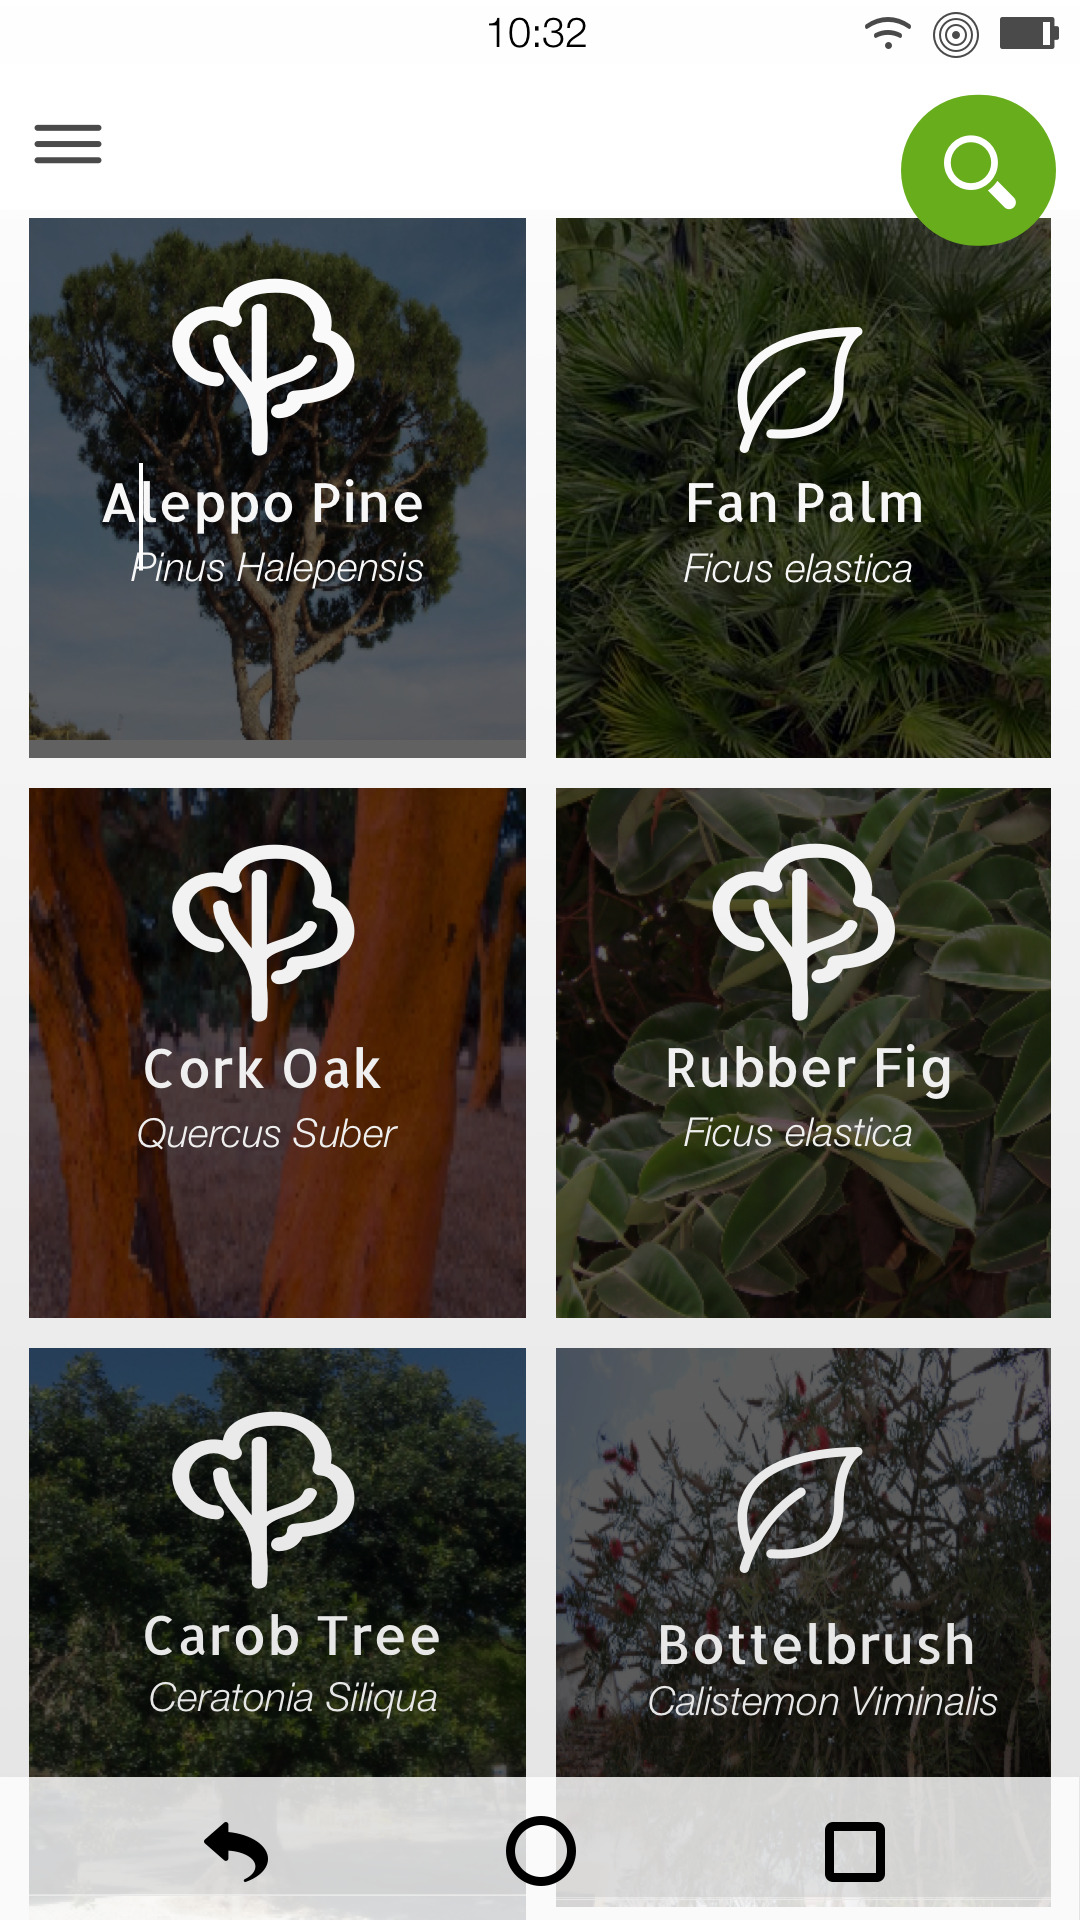 10:32
Aleppo Pine
Pinus Halepensis
Fan Palm
Ficus elastica
Cork Oak
Quercus Suber
Rubber Fig
Ficus elastica
Carob Tree
Ceratonia Siliqua
Bottelbrush
Calistemon Viminalis